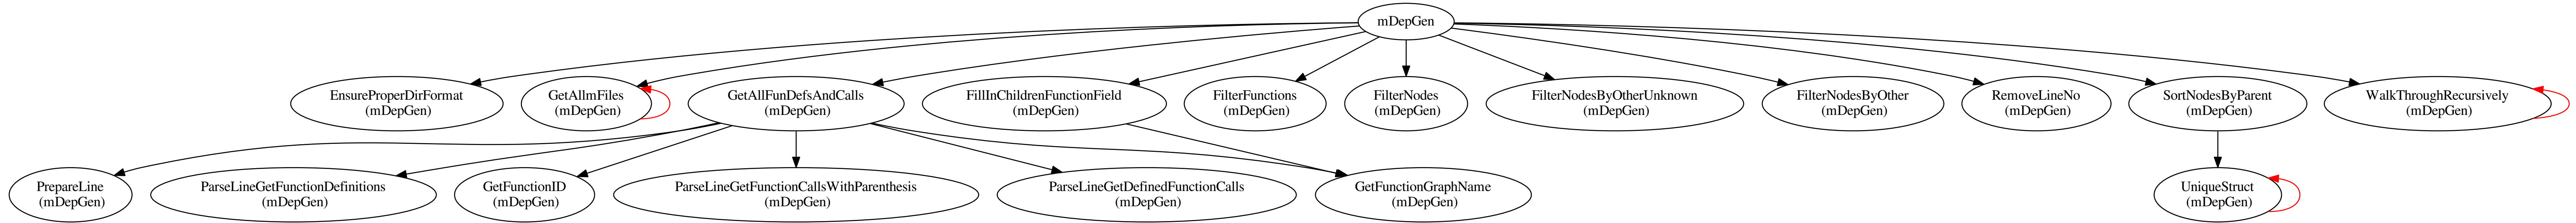 mDepGen
EnsureProperDirFormat
(mDepGen)
GetAllmFiles
(mDepGen)
GetAllFunDefsAndCalls
(mDepGen)
FillInChildrenFunctionField
(mDepGen)
FilterFunctions
(mDepGen)
FilterNodes
(mDepGen)
FilterNodesByOtherUnknown
(mDepGen)
FilterNodesByOther
(mDepGen)
RemoveLineNo
(mDepGen)
SortNodesByParent
(mDepGen)
WalkThroughRecursively
(mDepGen)
PrepareLine
(mDepGen)
ParseLineGetFunctionDefinitions
(mDepGen)
GetFunctionID
(mDepGen)
ParseLineGetFunctionCallsWithParenthesis
(mDepGen)
ParseLineGetDefinedFunctionCalls
(mDepGen)
GetFunctionGraphName
(mDepGen)
UniqueStruct
(mDepGen)